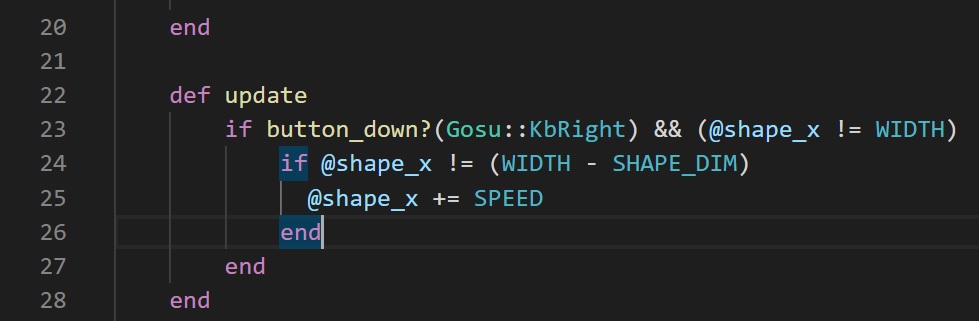 20 end
21
22 def update
23 if button_down?(Gosu::KbRight) && (@shape_x != WIDTH)
24 if @shape_x != (WIDTH - SHAPE_DIM)
25 @shape_x += SPEED
26 end
27 end
28 end